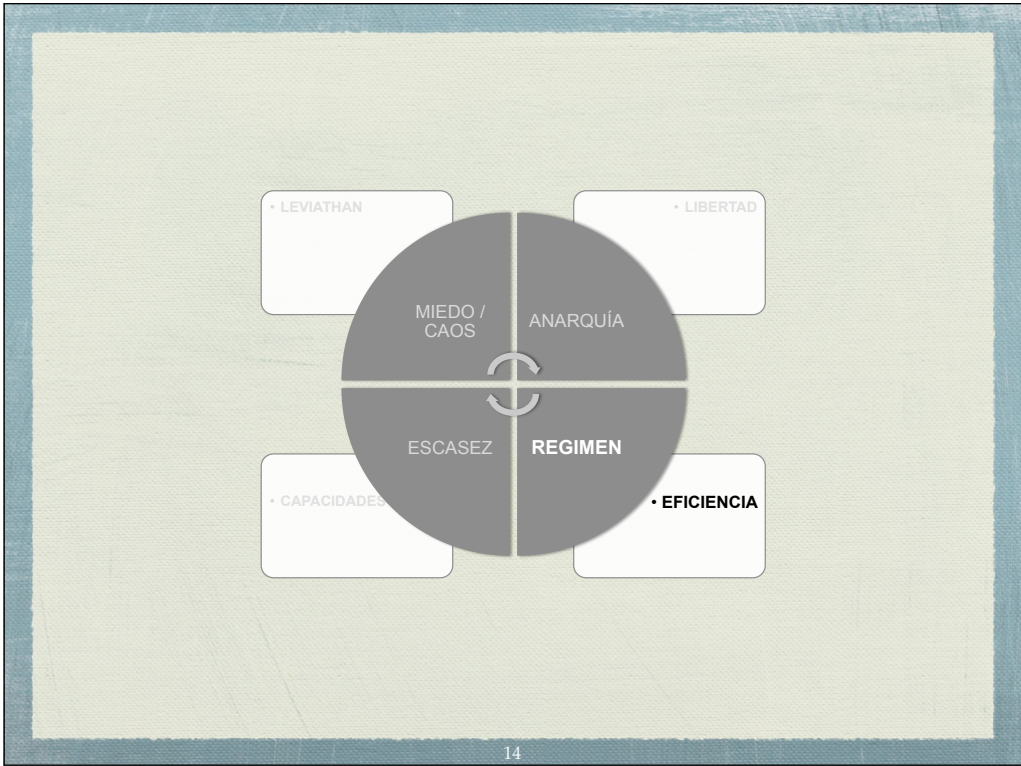 • LEVIATHAN
• LIBERTAD
MIEDO /
CAOS
ANARQUÍA
ESCASEZ
REGIMEN
• CAPACIDADES
• EFICIENCIA
14